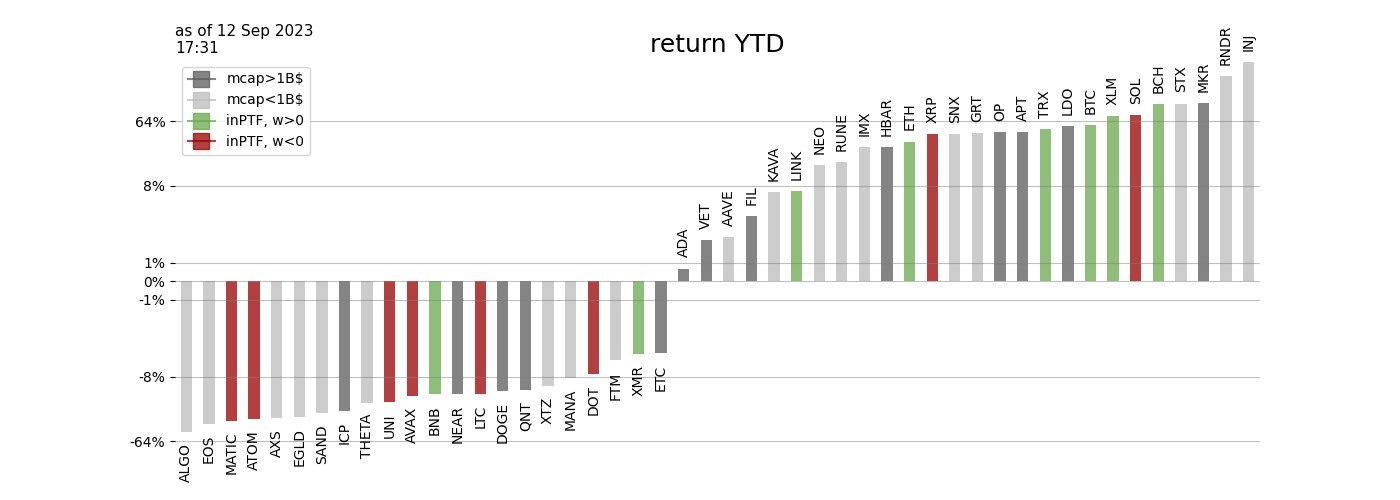 as of 12 Sep 2023
17:31
return YTD
mcap>1B$
mcap<1B$
inPTF, w>0
inPTF, w<0
64%
8%
1%
0%
-1%
-8%
-64%
ALGO
EOS
MATIC
ATOM
AXS
EGLD
SAND
ICP
THETA
UNI
AVAX
BNB
NEAR
LTC
DOGE
QNT
XTZ
MANA
DOT
FTM
XMR
ETC
ADA
VET
AAVE
FIL
KAVA
LINK
NEO
RUNE
IMX
HBAR
ETH
XRP
SNX
GRT
OP
APT
TRX
LDO
BTC
XLM
SOL
BCH
STX
MKR
RNDR
INJ